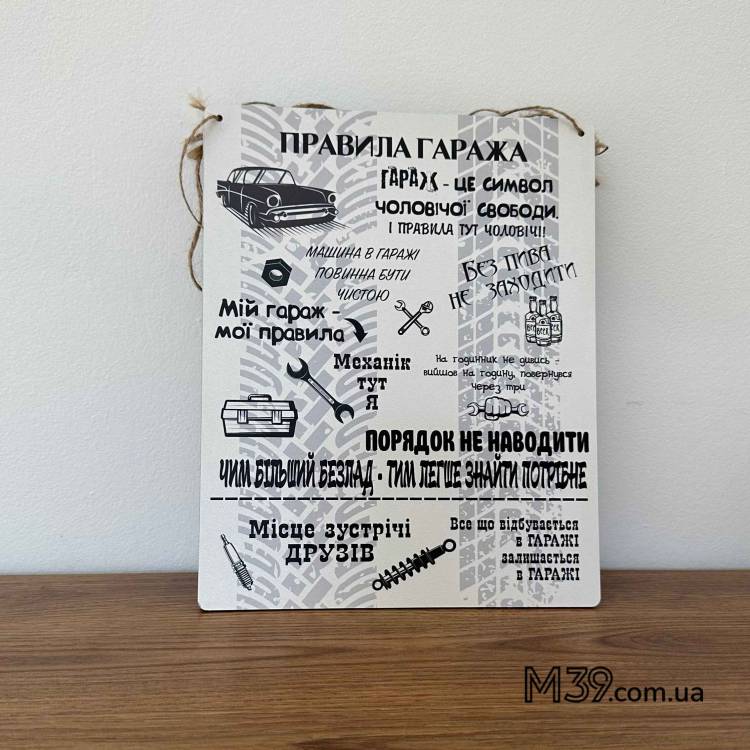 ПРАВИЛА ГАРАЖА
ГАРАЖ - ЦЕ СИМВОЛ
ЧОЛОВІЧОЇ СВОБОДИ.
І ПРАВИЛА ТУТ ЧОЛОВІЧІ!
МАШИНА В ГАРАЖІ
ПОВИННА БУТИ
ЧИСТОЮ
БЕЗ ПИВА
НЕ ЗАХОДИТИ
Мій гараж -
мої правила
BEER BEER BEER
Механік
тут
Я
На годинник не дивись -
вийшов на годину, повернувся
через три
ПОРЯДОК НЕ НАВОДИТИ
ЧИМ БІЛЬШИЙ БЕЗЛАД - ТИМ ЛЕГШЕ ЗНАЙТИ ПОТРІБНЕ
Місце зустрічі
ДРУЗІВ
Все що відбувається
в ГАРАЖІ
залишається
в ГАРАЖІ
M39.com.ua